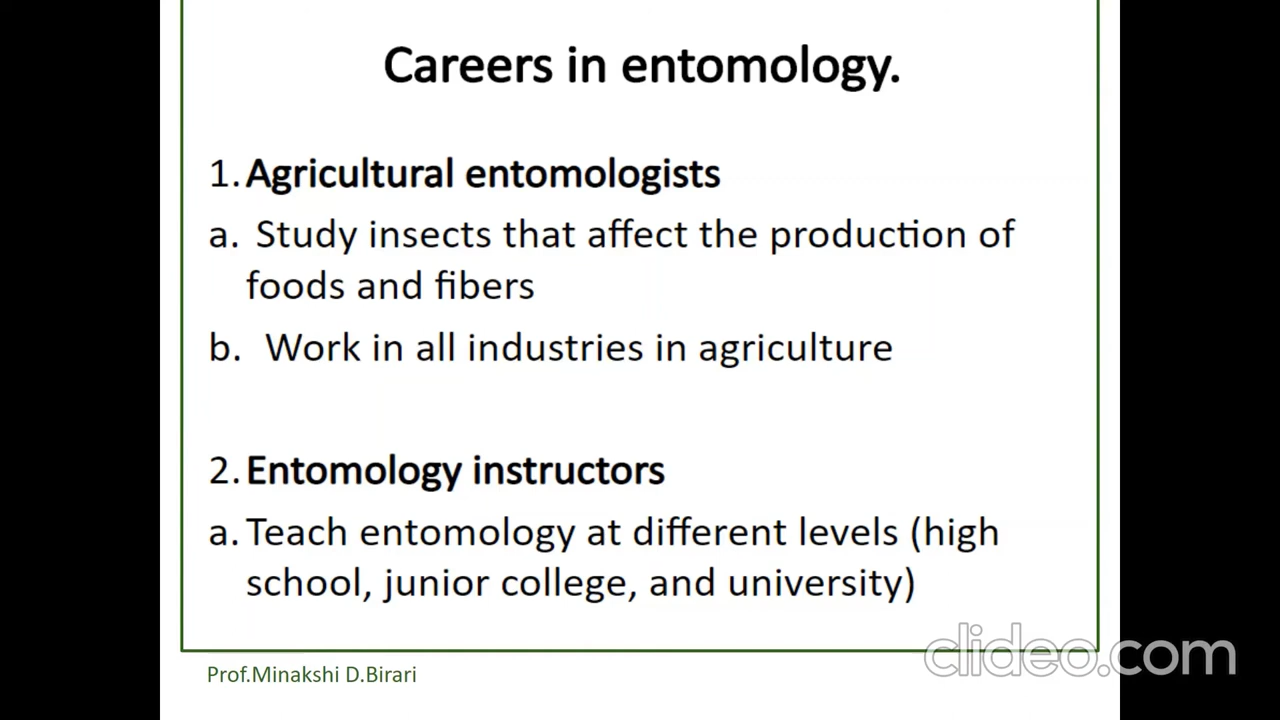 Careers in entomology.
1. Agricultural entomologists
a. Study insects that affect the production of
foods and fibers
b. Work in all industries in agriculture
2. Entomology instructors
a. Teach entomology at different levels (high
school, junior college, and university)
clideo.com
Prof.Minakshi D.Birari